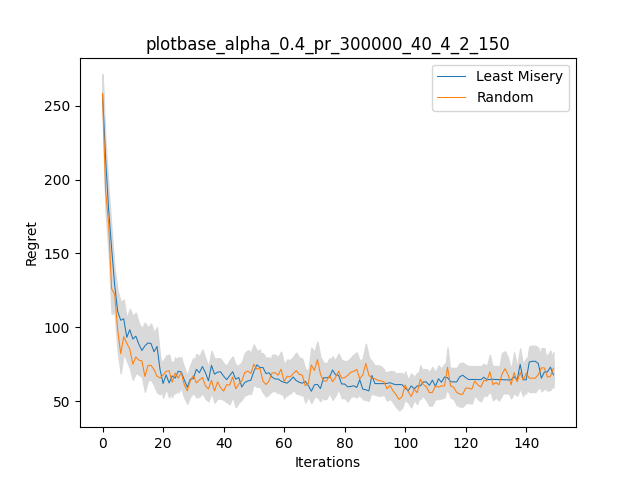 plotbase_alpha_0.4_pr_300000_40_4_2_150
Least Misery
Random
Regret
250
200
150
100
50
0 20 40 60 80 100 120 140
Iterations